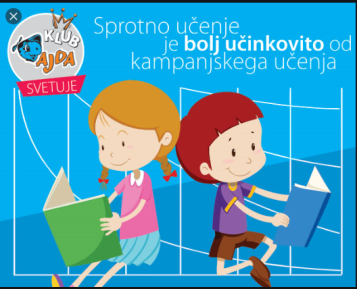 KLUB
AJDA
SVETUJE
Sprotno učenje
je bolj učinkovito od
kampanjskega učenja